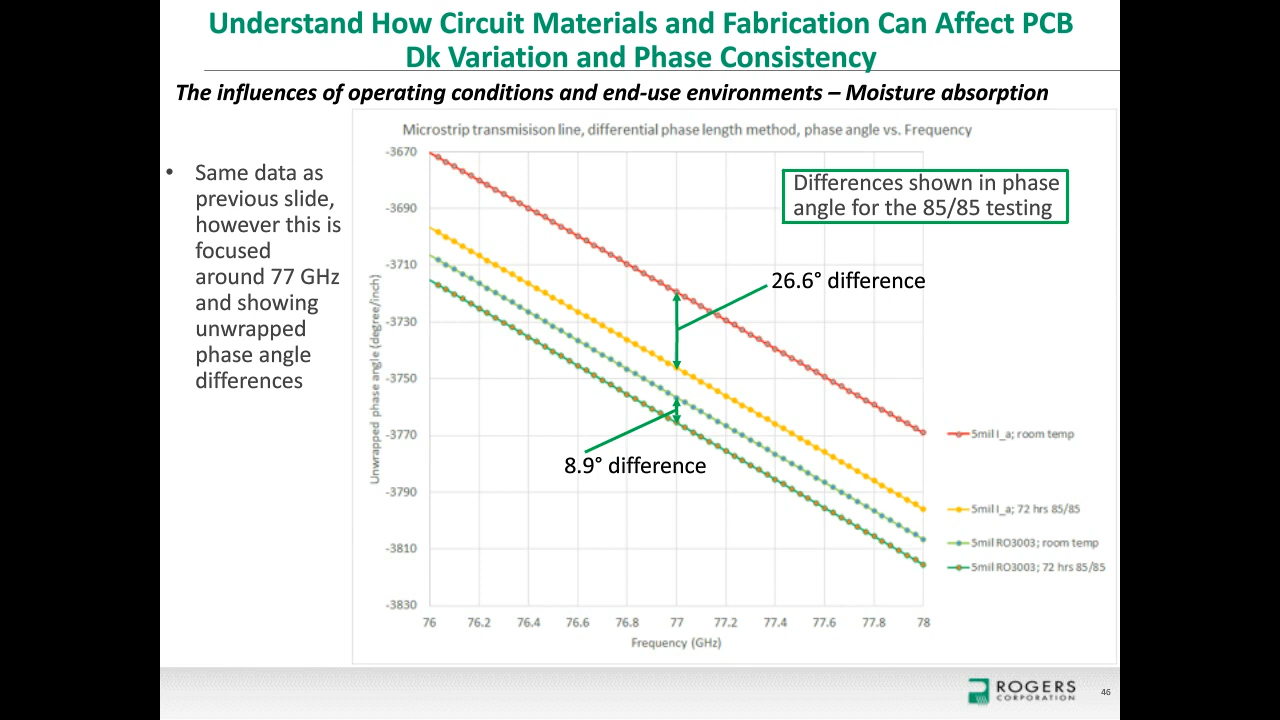 Understand How Circuit Materials and Fabrication Can Affect PCB
Dk Variation and Phase Consistency
The influences of operating conditions and end-use environments – Moisture absorption
• Same data as
previous slide,
however this is
focused
around 77 GHz
and showing
unwrapped
phase angle
differences
Microstrip transmisison line, differential phase length method, phase angle vs. Frequency
Differences shown in phase
angle for the 85/85 testing
26.6° difference
8.9° difference
Unwrapped phase angle (degree/inch)
-3670
-3690
-3710
-3730
-3750
-3770
-3790
-3810
-3830
76 76.2 76.4 76.6 76.8 77 77.2 77.4 77.6 77.8 78
Frequency (GHz)
5mil I_a; room temp
5mil I_a; 72 hrs 85/85
5mil RO3003; room temp
5mil RO3003; 72 hrs 85/85
ROGERS
CORPORATION
46